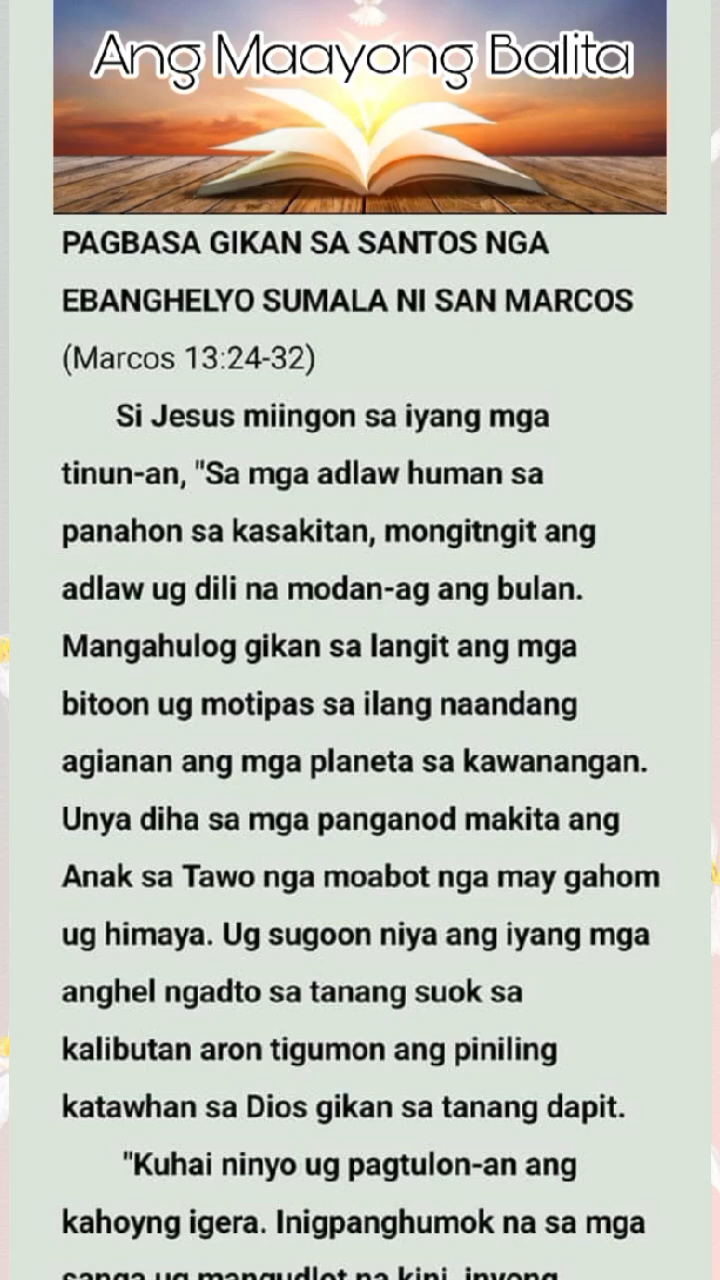 Ang Maayong Balita
PAGBASA GIKAN SA SANTOS NGA
EBANGHELYO SUMALA NI SAN MARCOS
(Marcos 13:24-32)
Si Jesus miingon sa iyang mga
tinun-an, "Sa mga adlaw human sa
panahon sa kasakitan, mongitngit ang
adlaw ug dili na modan-ag ang bulan.
Mangahulog gikan sa langit ang mga
bitoon ug motipas sa ilang naandang
agianan ang mga planeta sa kawanangan.
Unya diha sa mga panganod makita ang
Anak sa Tawo nga moabot nga may gahom
ug himaya. Ug sugoon niya ang iyang mga
anghel ngadto sa tanang suok sa
kalibutan aron tigumon ang piniling
katawhan sa Dios gikan sa tanang dapit.
"Kuhai ninyo ug pagtulon-an ang
kahoyng igera. Inigpanghumok na sa mga
sanga ug mangudlot na kini, inyong